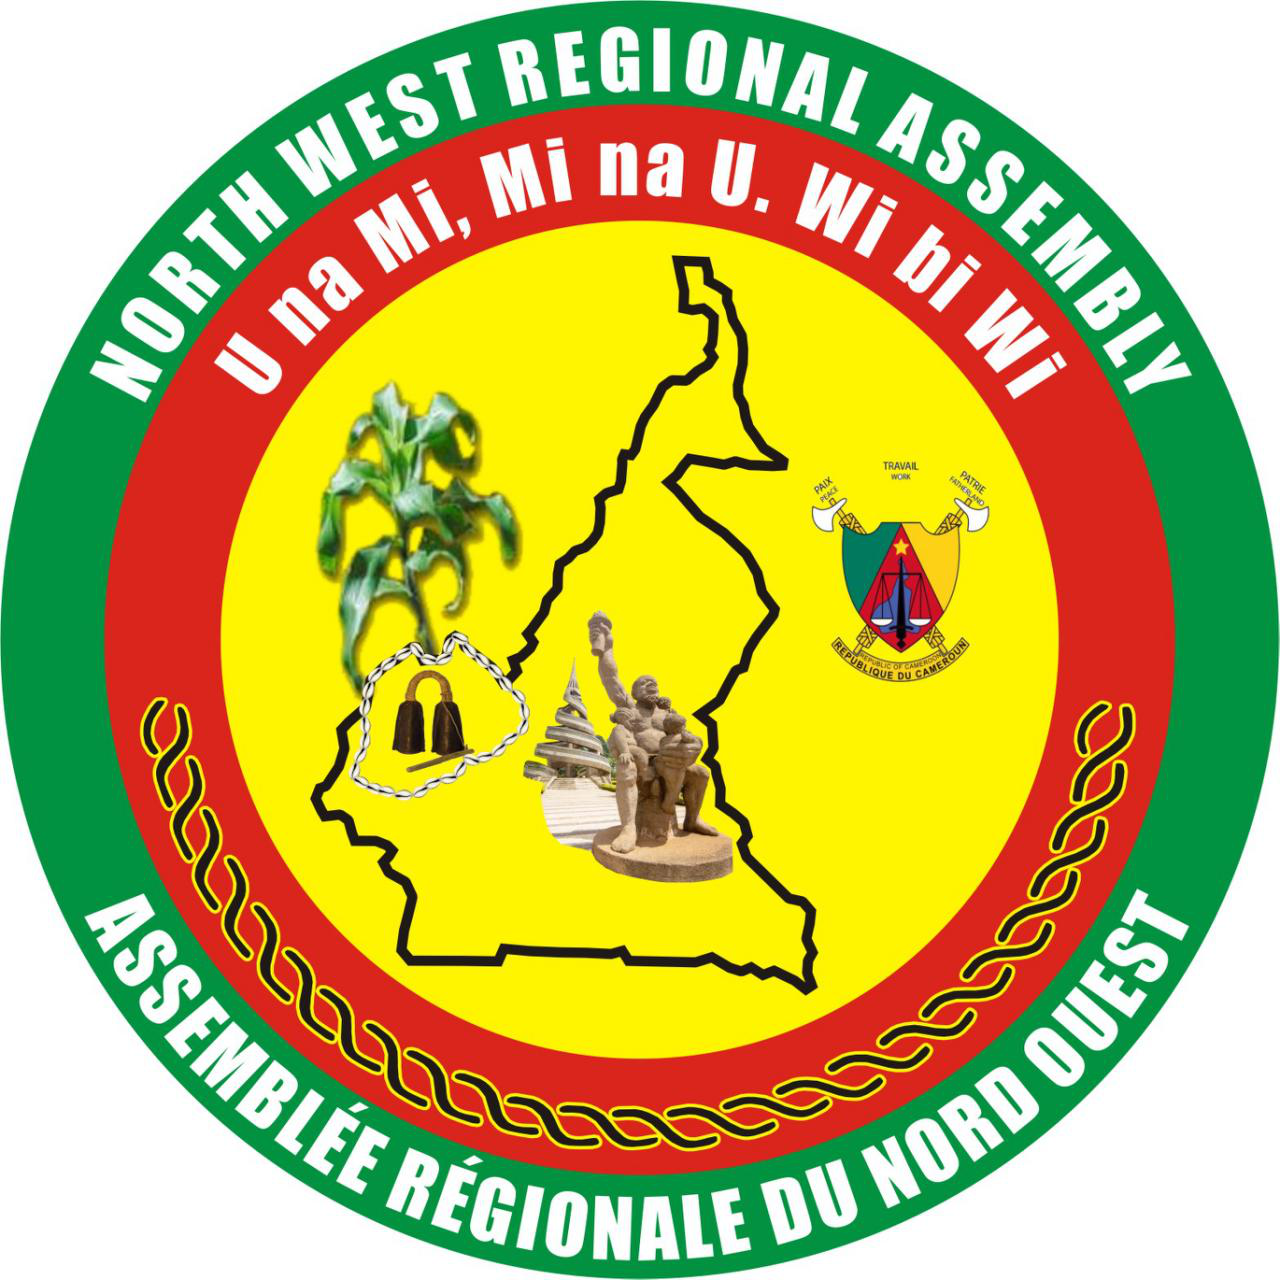 NORTH WEST REGIONAL ASSEMBLY
U na Mi, Mi na U. Wi bi Wi
TRAVAIL
WORK
PAIX
PEACE
PATRIE
FATHERLAND
REPUBLIC OF CAMEROON
REPUBLIQUE DU CAMEROUN
ASSEMBLÉE RÉGIONALE DU NORD OUEST